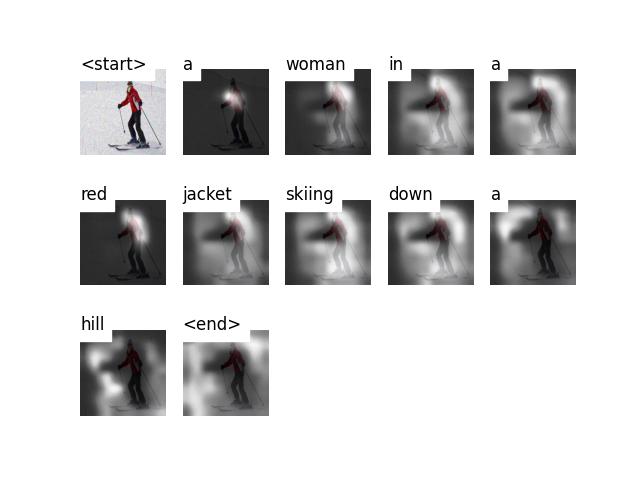 <start> a woman in a
red jacket skiing down a
hill <end>